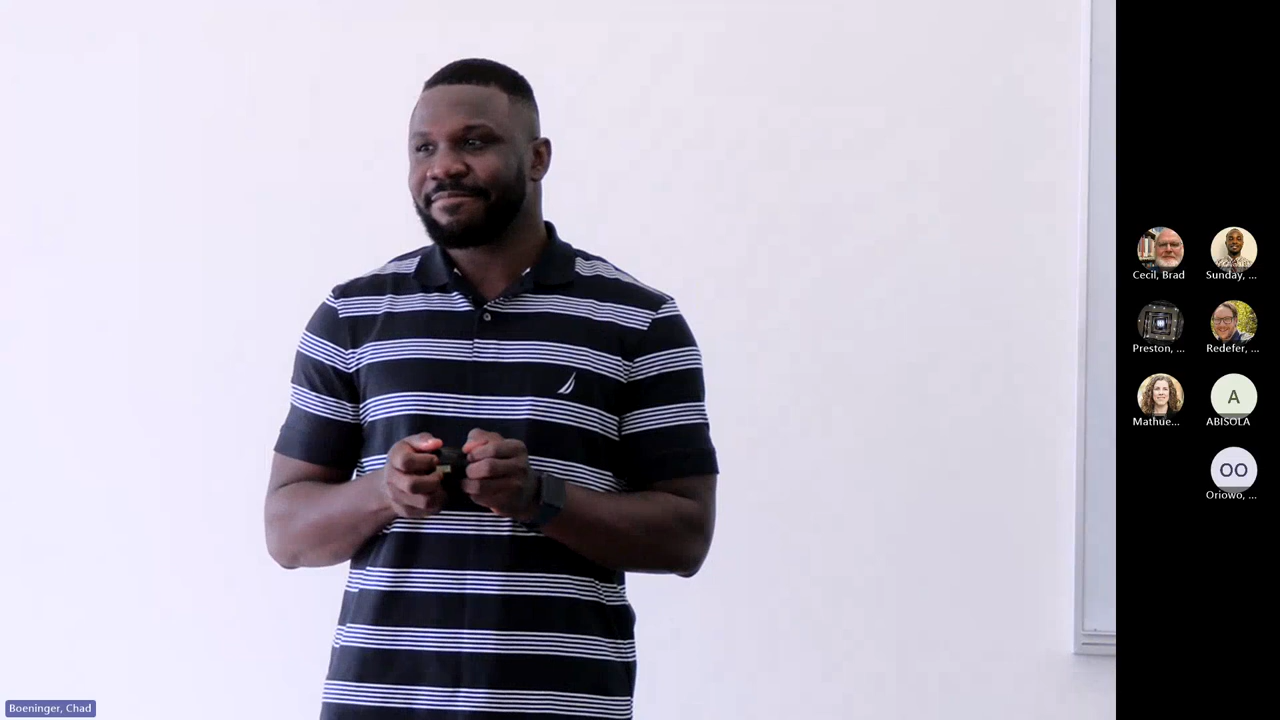 Cecil, Brad
Sunday, ...
Preston, ...
Redefer, ...
Mathue...
A
ABISOLA
OO
Oriowo, ...
Boeninger, Chad